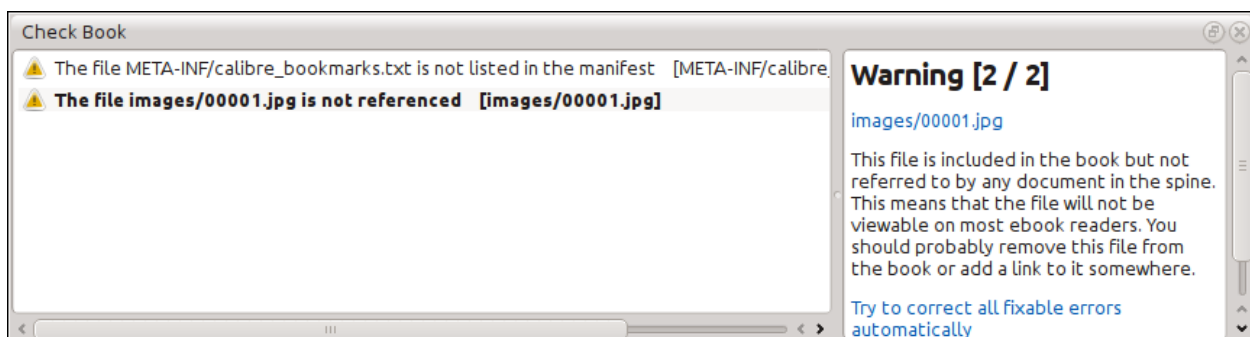 Check Book
The file META-INF/calibre_bookmarks.txt is not listed in the manifest [META-INF/calibre_
The file images/00001.jpg is not referenced [images/00001.jpg]
Warning [2 / 2]
images/00001.jpg
This file is included in the book but not
referred to by any document in the spine.
This means that the file will not be
viewable on most ebook readers. You
should probably remove this file from
the book or add a link to it somewhere.
Try to correct all fixable errors
automatically